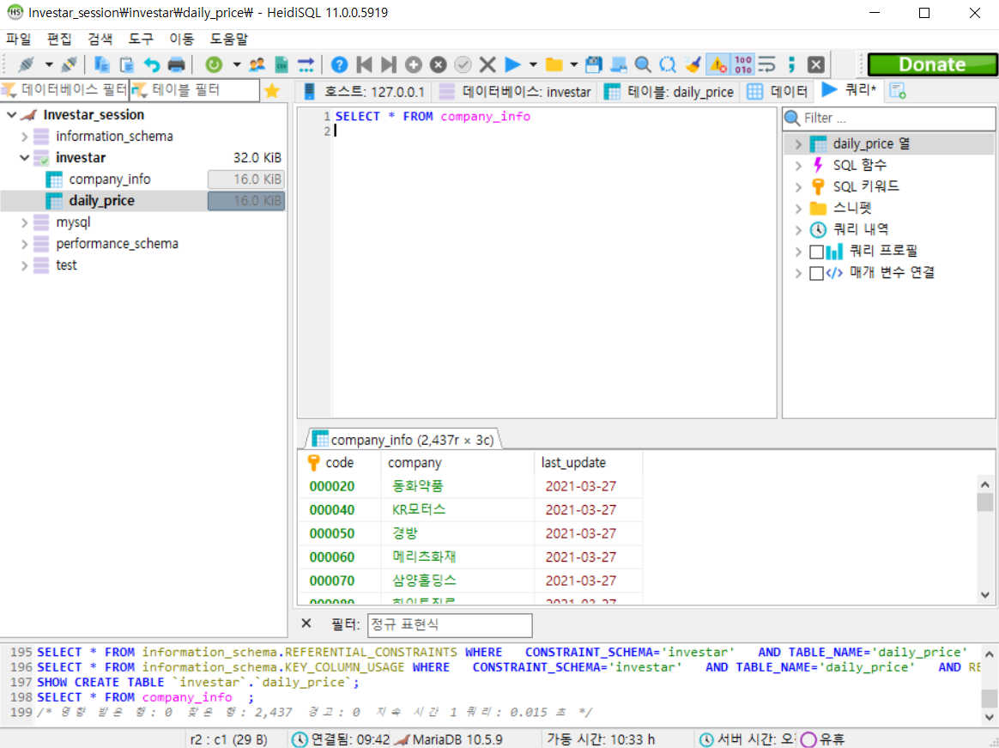 Investar_session₩investar₩daily_price₩ - HeidiSQL 11.0.0.5919
파일 편집 검색 도구 이동 도움말
Donate
데이터베이스 필터 테이블 필터
호스트: 127.0.0.1 데이터베이스: investar 테이블: daily_price 데이터 쿼리*
Investar_session
information_schema
investar 32.0 KiB
company_info 16.0 KiB
daily_price 16.0 KiB
mysql
performance_schema
test
1 SELECT * FROM company_info
2
Filter ...
daily_price 열
SQL 함수
SQL 키워드
스니펫
쿼리 내역
쿼리 프로필
매개 변수 연결
company_info (2,437r × 3c)
code company last_update
000020 동화약품 2021-03-27
000040 KR모터스 2021-03-27
000050 경방 2021-03-27
000060 메리츠화재 2021-03-27
000070 삼양홀딩스 2021-03-27
필터: 정규 표현식
195 SELECT * FROM information_schema.REFERENTIAL_CONSTRAINTS WHERE CONSTRAINT_SCHEMA='investar' AND TABLE_NAME='daily_price'
196 SELECT * FROM information_schema.KEY_COLUMN_USAGE WHERE CONSTRAINT_SCHEMA='investar' AND TABLE_NAME='daily_price' AND RE
197 SHOW CREATE TABLE `investar`.`daily_price`;
198 SELECT * FROM company_info ;
199 /* 영향 받은 행: 0 찾은 행: 2,437 경고: 0 지속 시간 1 쿼리: 0.015 초 */
r2 : c1 (29 B) 연결됨: 09:42 MariaDB 10.5.9 가동 시간: 10:33 h 서버 시간: 유휴